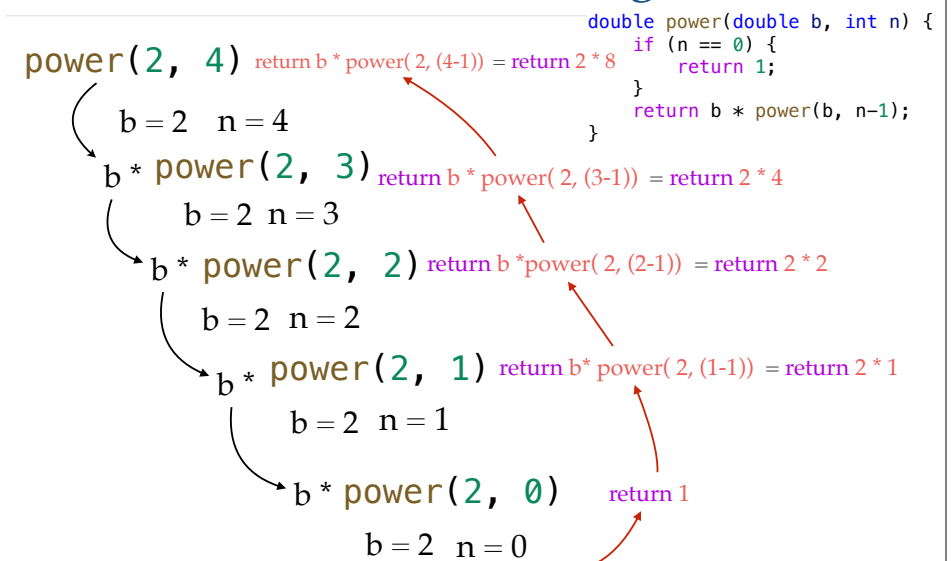 double power(double b, int n) {
if (n == 0) {
return 1;
}
return b * power(b, n-1);
}
power(2, 4) return b * power( 2, (4-1)) = return 2 * 8
b = 2 n = 4
b * power(2, 3) return b * power( 2, (3-1)) = return 2 * 4
b = 2 n = 3
b * power(2, 2) return b *power( 2, (2-1)) = return 2 * 2
b = 2 n = 2
b * power(2, 1) return b* power( 2, (1-1)) = return 2 * 1
b = 2 n = 1
b * power(2, 0) return 1
b = 2 n = 0